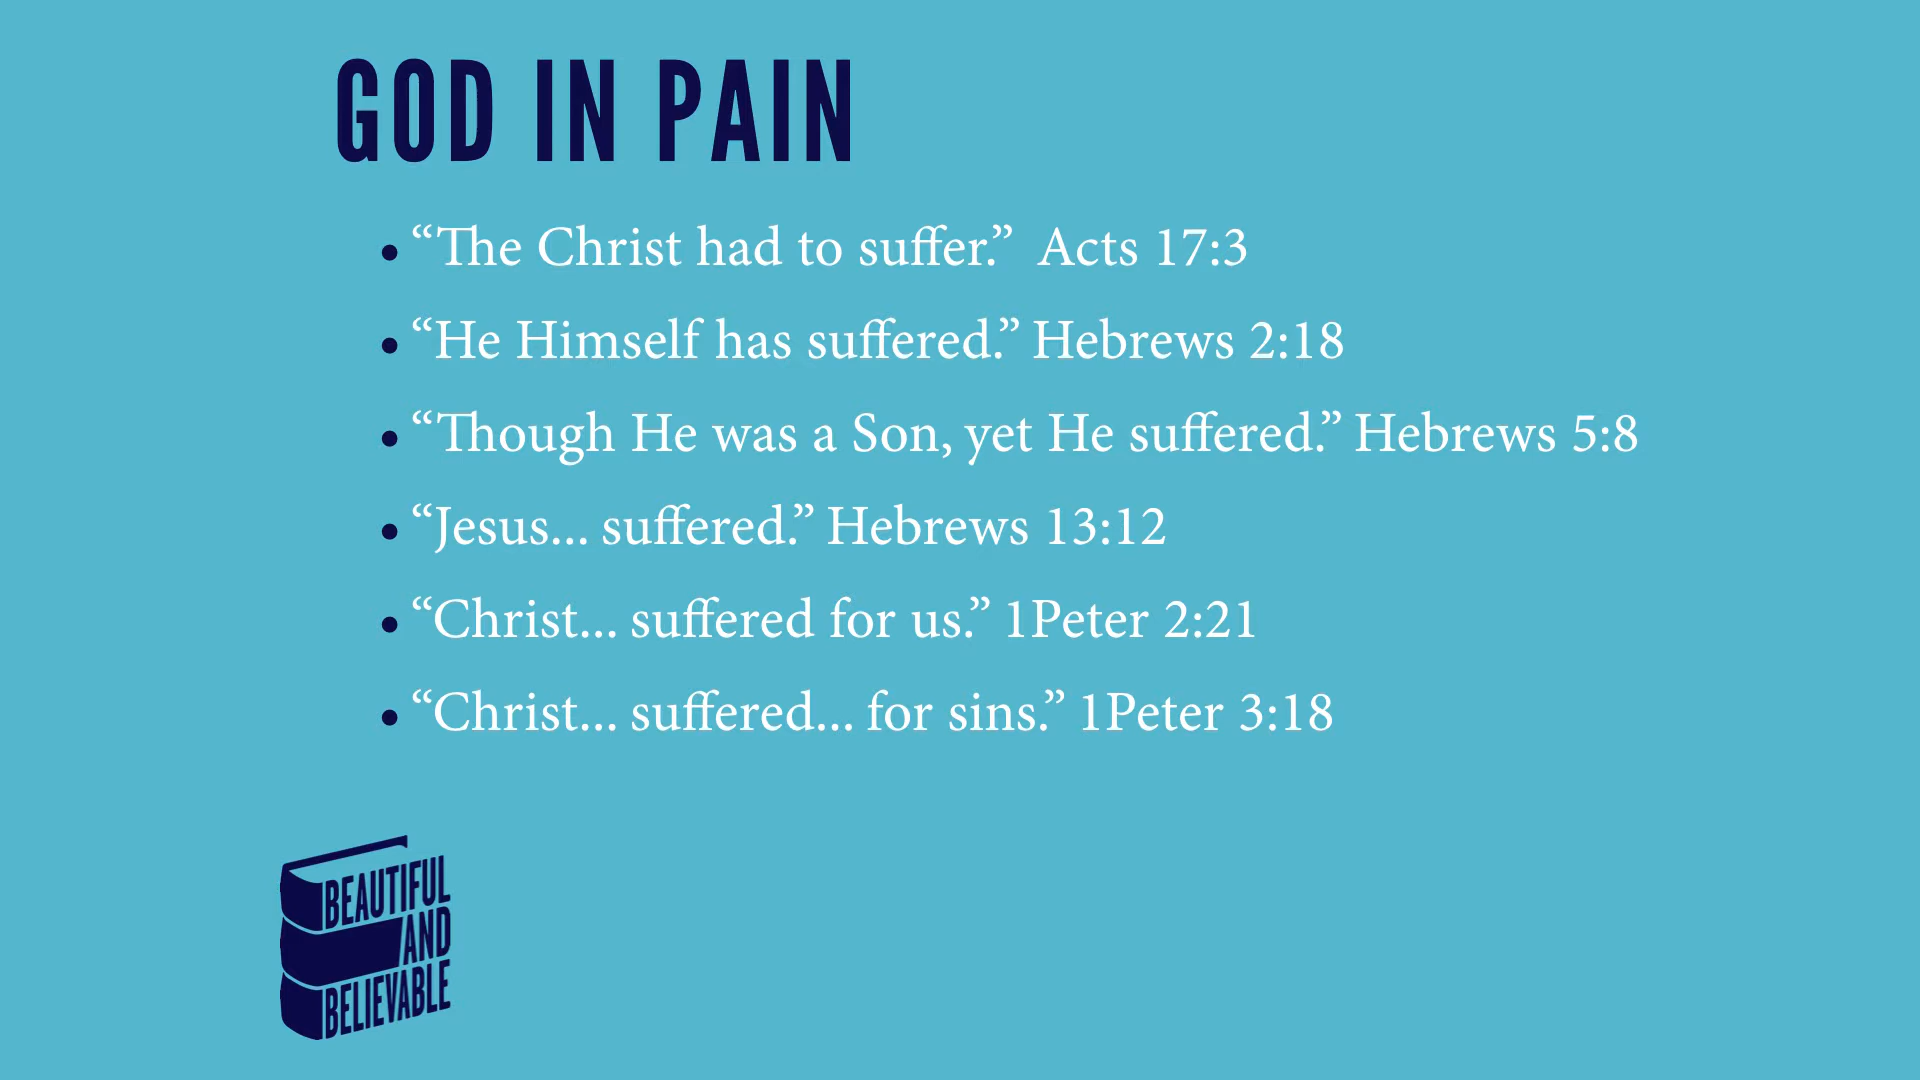 GOD IN PAIN
• “The Christ had to suffer.”  Acts 17:3
• “He Himself has suffered.” Hebrews 2:18
• “Though He was a Son, yet He suffered.” Hebrews 5:8
• “Jesus... suffered.” Hebrews 13:12
• “Christ... suffered for us.” 1Peter 2:21
• “Christ... suffered... for sins.” 1Peter 3:18
BEAUTIFUL
AND
BELIEVABLE